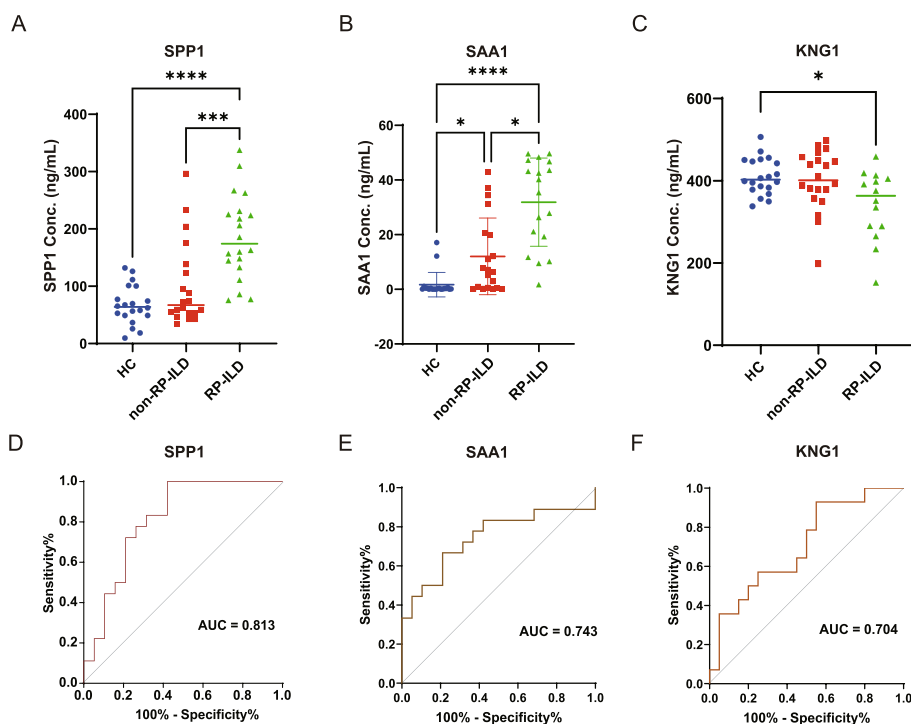 A
SPP1
****
***
SPP1 Conc. (ng/mL)
400
300
200
100
0
HC
non-RP-ILD
RP-ILD
B
SAA1
****
*
*
SAA1 Conc. (ng/mL)
60
40
20
0
-20
HC
non-RP-ILD
RP-ILD
C
KNG1
*
KNG1 Conc. (ng/mL)
600
400
200
0
HC
non-RP-ILD
RP-ILD
D
SPP1
Sensitivity%
1.0
0.8
0.6
0.4
0.2
0.0
AUC = 0.813
0.0 0.2 0.4 0.6 0.8 1.0
100% - Specificity%
E
SAA1
Sensitivity%
1.0
0.8
0.6
0.4
0.2
0.0
AUC = 0.743
0.0 0.2 0.4 0.6 0.8 1.0
100% - Specificity%
F
KNG1
Sensitivity%
1.0
0.8
0.6
0.4
0.2
0.0
AUC = 0.704
0.0 0.2 0.4 0.6 0.8 1.0
100% - Specificity%